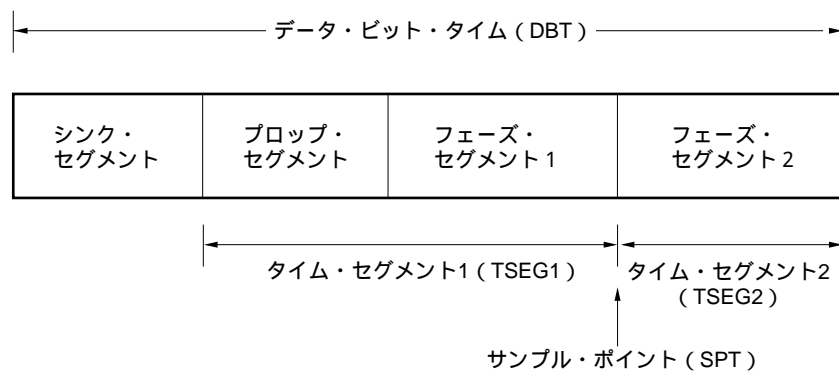 データ・ビット・タイム（DBT）
シンク・
セグメント
プロップ・
セグメント
フェーズ・
セグメント1
フェーズ・
セグメント2
タイム・セグメント1（TSEG1）
タイム・セグメント2
（TSEG2）
サンプル・ポイント（SPT）